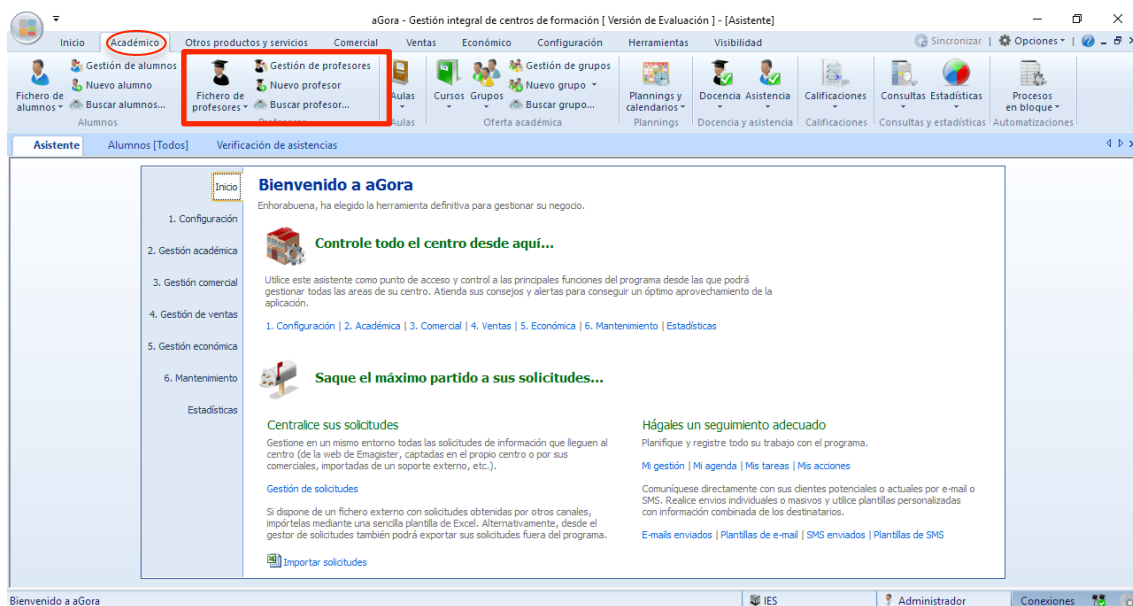 aGora - Gestión integral de centros de formación [ Versión de Evaluación ] - [Asistente]
Inicio Académico Otros productos y servicios Comercial Ventas Económico Configuración Herramientas Visibilidad Sincronizar | Opciones
Gestión de alumnos
Nuevo alumno
Buscar alumnos...
Fichero de
alumnos
Alumnos
Fichero de
profesores
Gestión de profesores
Nuevo profesor
Buscar profesor...
Aulas
Aulas
Cursos Grupos
Gestión de grupos
Nuevo grupo
Buscar grupo...
Oferta académica
Plannings y
calendarios
Plannings
Docencia Asistencia
Docencia y asistencia
Calificaciones
Calificaciones
Consultas Estadísticas
Consultas y estadísticas
Procesos
en bloque
Automatizaciones
Asistente Alumnos [Todos] Verificación de asistencias
Inicio
1. Configuración
2. Gestión académica
3. Gestión comercial
4. Gestión de ventas
5. Gestión económica
6. Mantenimiento
Estadísticas
Bienvenido a aGora
Enhorabuena, ha elegido la herramienta definitiva para gestionar su negocio.
Controle todo el centro desde aquí...
Utilice este asistente como punto de acceso y control a las principales funciones del programa desde las que podrá
gestionar todas las areas de su centro. Atienda sus consejos y alertas para conseguir un óptimo aprovechamiento de la
aplicación.
1. Configuración | 2. Académica | 3. Comercial | 4. Ventas | 5. Económica | 6. Mantenimiento | Estadísticas
Saque el máximo partido a sus solicitudes...
Centralice sus solicitudes
Gestione en un mismo entorno todas las solicitudes de información que lleguen al
centro (de la web de Emagister, captadas en el propio centro o por sus
comerciales, importadas de un soporte externo, etc.).
Gestión de solicitudes
Si dispone de un fichero externo con solicitudes obtenidas por otros canales,
impórtelas mediante una sencilla plantilla de Excel. Alternativamente, desde el
gestor de solicitudes también podrá exportar sus solicitudes fuera del programa.
Importar solicitudes
Hágales un seguimiento adecuado
Planifique y registre todo su trabajo con el programa.
Mi gestión | Mi agenda | Mis tareas | Mis acciones
Comuníquese directamente con sus clientes potenciales o actuales por e-mail o
SMS. Realice envios individuales o masivos y utilice plantillas personalizadas
con información combinada de los destinatarios.
E-mails enviados | Plantillas de e-mail | SMS enviados | Plantillas de SMS
Bienvenido a aGora IES Administrador Conexiones